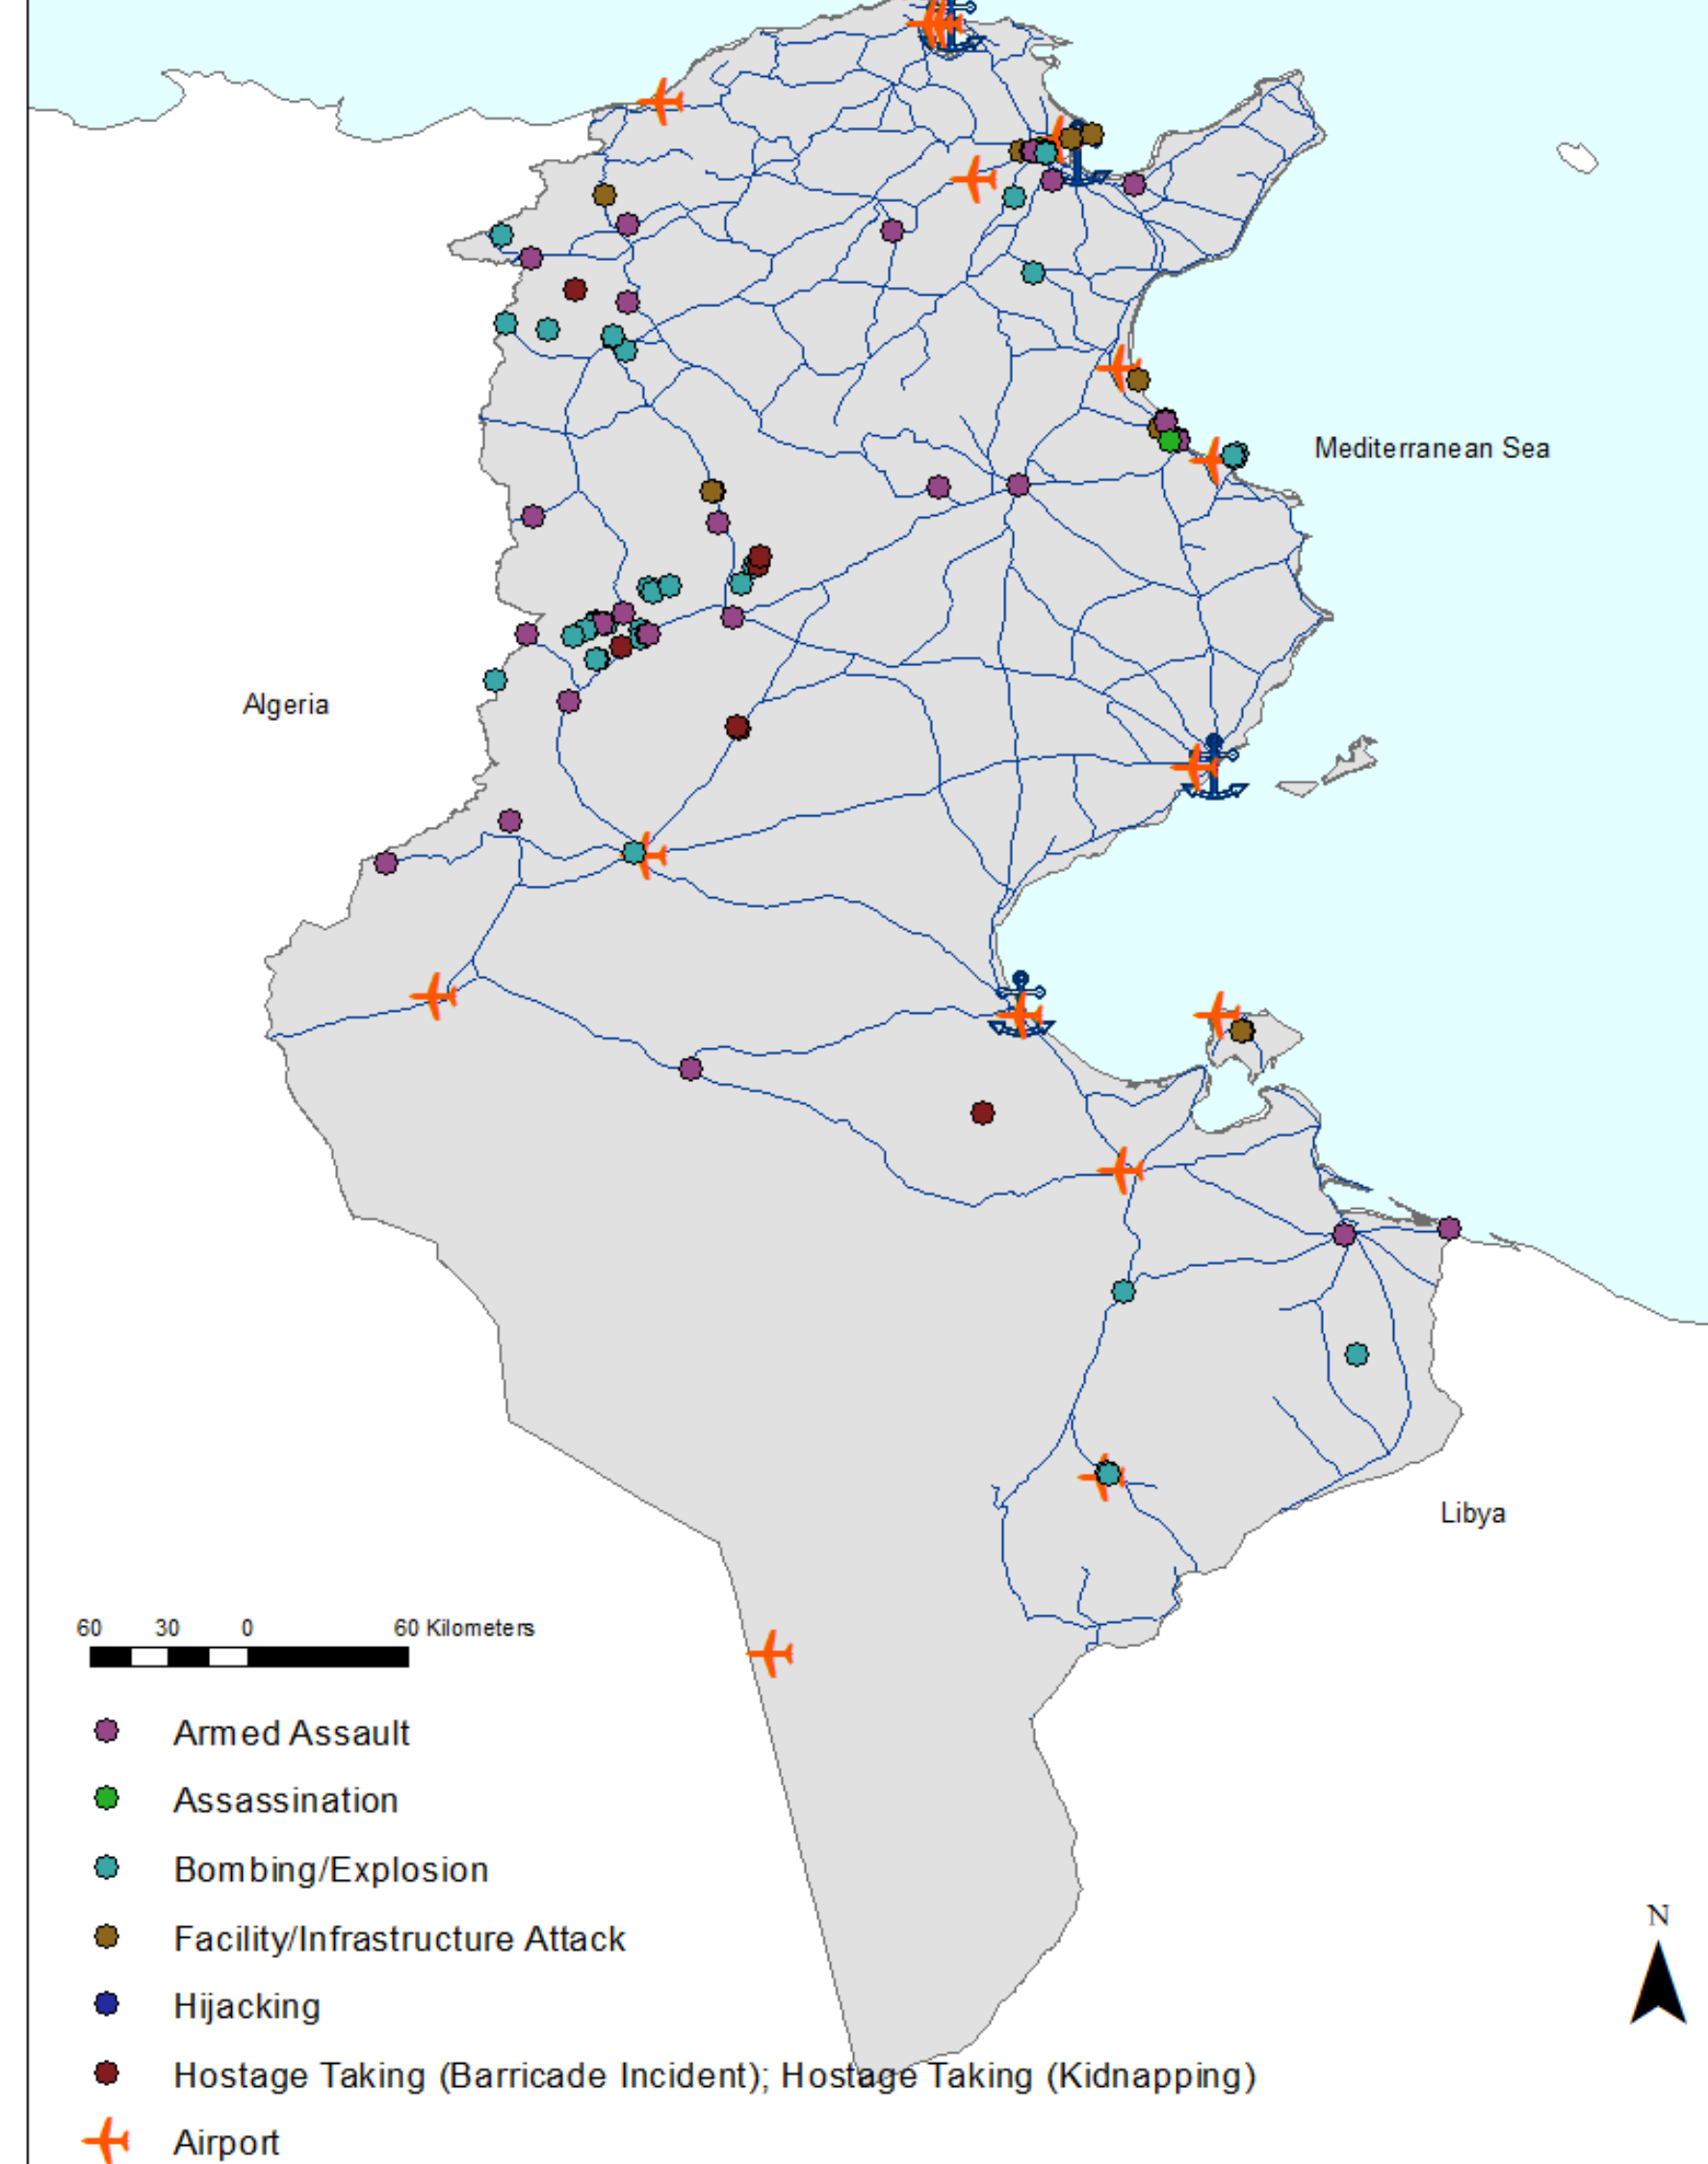 Mediterranean Sea
Algeria
Libya
60 30 0 60 Kilometers
Armed Assault
Assassination
Bombing/Explosion
Facility/Infrastructure Attack
N
Hijacking
Hostage Taking (Barricade Incident); Hostage Taking (Kidnapping)
Airport